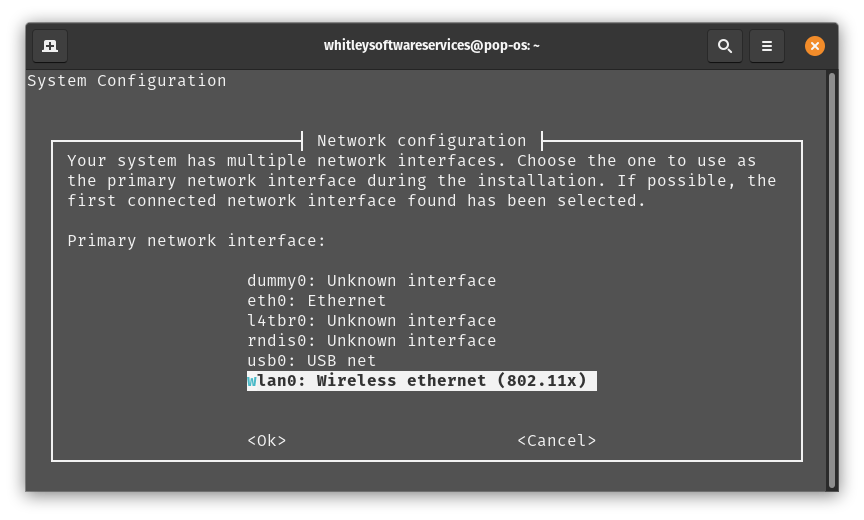 whitleysoftwareservices@pop-os: ~
System Configuration
Network configuration
Your system has multiple network interfaces. Choose the one to use as
the primary network interface during the installation. If possible, the
first connected network interface found has been selected.
Primary network interface:
dummy0: Unknown interface
eth0: Ethernet
l4tbr0: Unknown interface
rndis0: Unknown interface
usb0: USB net
wlan0: Wireless ethernet (802.11x)
<Ok> <Cancel>